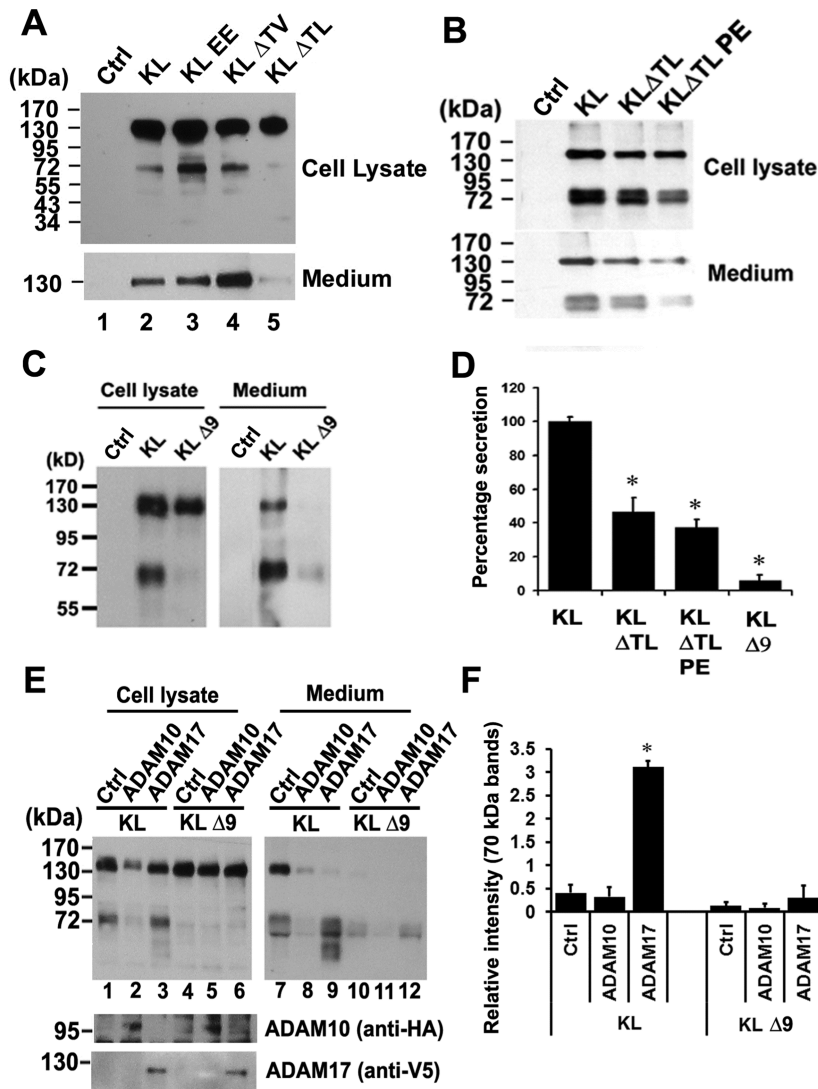 A
Ctrl KL KL EE KL ΔTV KL ΔTL
(kDa)
170
130
95
72
55
43
34
Cell Lysate
130
Medium
1 2 3 4 5
B
Ctrl KL KLΔTL KLΔTL PE
(kDa)
170
130
95
72
Cell lysate
170
130
95
72
Medium
C
Cell lysate Medium
Ctrl KL KL Δ9 Ctrl KL KL Δ9
(kD)
170
130
95
72
55
D
Percentage secretion
120
100
80
60
40
20
0
* * *
KL
KL ΔTL
KL ΔTL PE
KL Δ9
E
Cell lysate Medium
Ctrl ADAM10 ADAM17 Ctrl ADAM10 ADAM17 Ctrl ADAM10 ADAM17 Ctrl ADAM10 ADAM17
(kDa)
KL KL Δ9 KL KL Δ9
170
130
95
72
1 2 3 4 5 6 7 8 9 10 11 12
95
ADAM10 (anti-HA)
130
ADAM17 (anti-V5)
F
Relative intensity (70 kDa bands)
3.5
3
2.5
2
1.5
1
0.5
0
*
Ctrl ADAM10 ADAM17 Ctrl ADAM10 ADAM17
KL KL Δ9